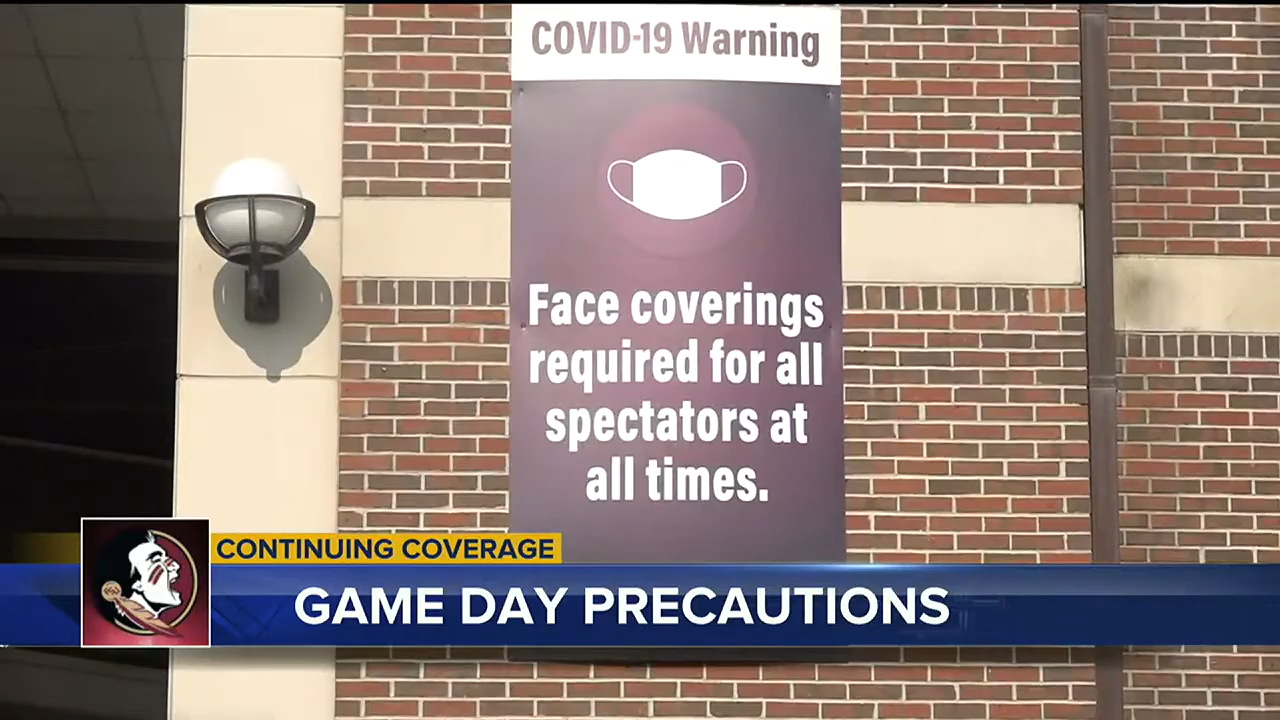 COVID-19 Warning
Face coverings
required for all
spectators at
all times.
CONTINUING COVERAGE
GAME DAY PRECAUTIONS